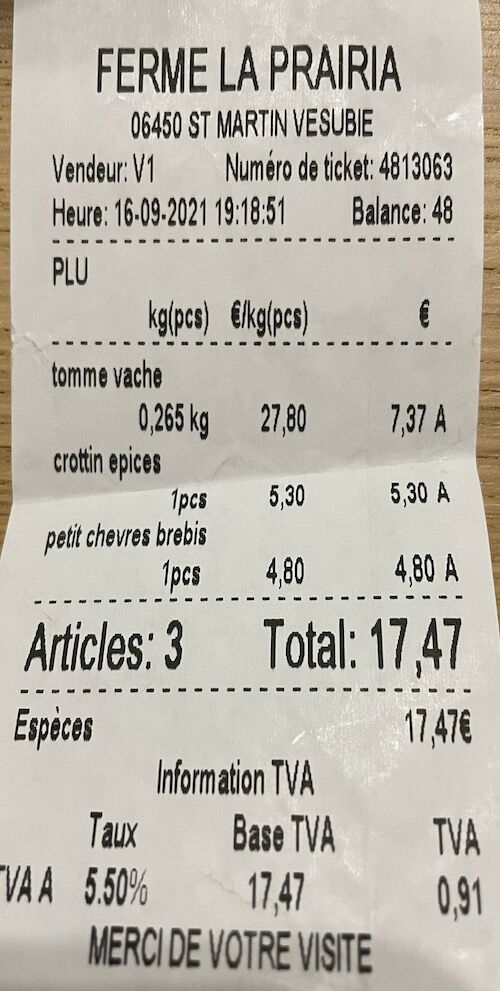 FERME LA PRAIRIA
06450 ST MARTIN VESUBIE
Vendeur: V1 Numéro de ticket: 4813063
Heure: 16-09-2021 19:18:51 Balance: 48
PLU
kg(pcs) €/kg(pcs) €
tomme vache
0,265 kg 27,80 7,37 A
crottin epices
1pcs 5,30 5,30 A
petit chevres brebis
1pcs 4,80 4,80 A
Articles: 3 Total: 17,47
Espèces 17,47€
Information TVA
Taux Base TVA TVA
TVA A 5.50% 17,47 0,91
MERCI DE VOTRE VISITE